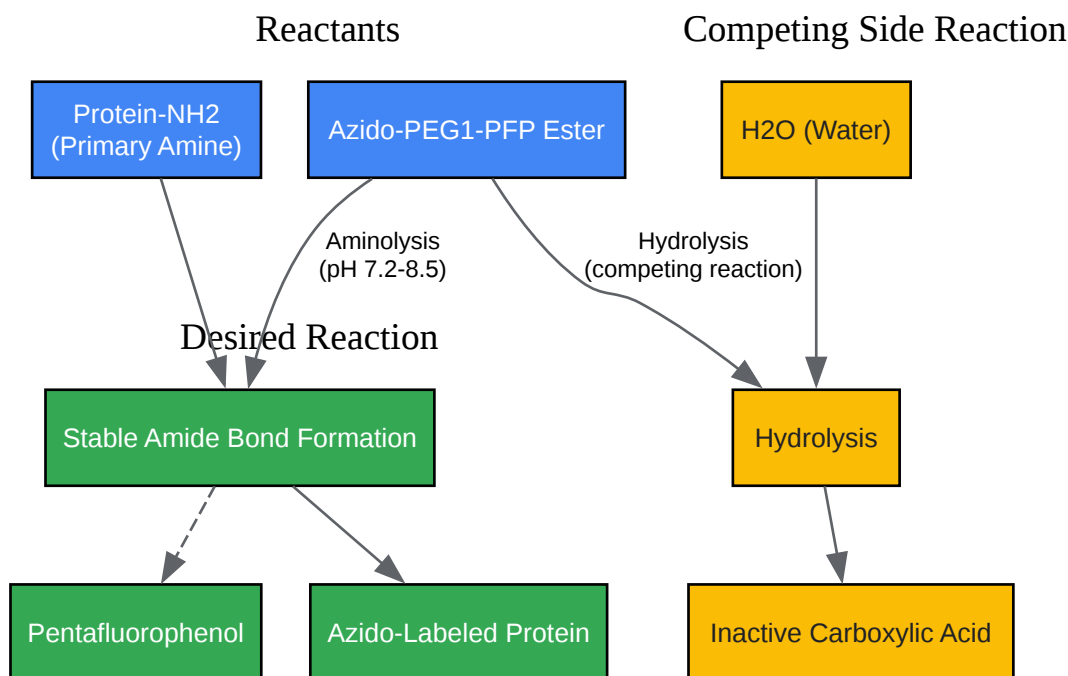 Reactants
Competing Side Reaction
Protein-NH2
(Primary Amine)
Azido-PEG1-PFP Ester
H2O (Water)
Aminolysis
(pH 7.2-8.5)
Hydrolysis
(competing reaction)
Desired Reaction
Stable Amide Bond Formation
Hydrolysis
Pentafluorophenol
Azido-Labeled Protein
Inactive Carboxylic Acid